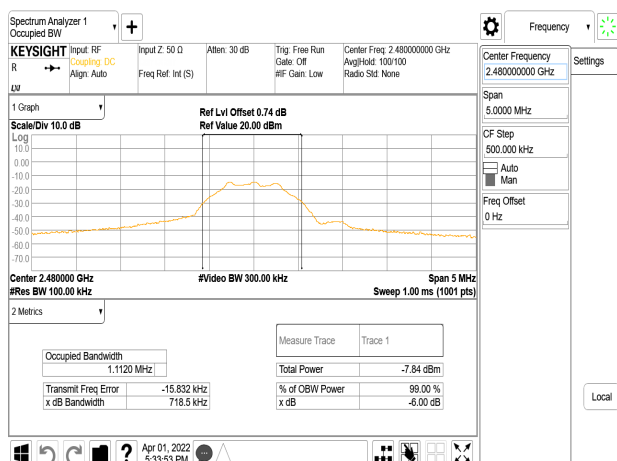 Spectrum Analyzer 1
Occupied BW
Frequency
KEYSIGHT
Input: RF
Coupling: DC
Align: Auto
Input Z: 50 Ω
Freq Ref: Int (S)
Atten: 30 dB
Trig: Free Run
Gate: Off
#IF Gain: Low
Center Freq: 2.480000000 GHz
Avg|Hold: 100/100
Radio Std: None
R
LXI
Center Frequency
2.480000000 GHz
Settings
Span
5.0000 MHz
CF Step
500.000 kHz
Auto
Man
Freq Offset
0 Hz
Local
1 Graph
Scale/Div 10.0 dB
Ref Lvl Offset 0.74 dB
Ref Value 20.00 dBm
Log
10.0
0.00
-10.0
-20.0
-30.0
-40.0
-50.0
-60.0
-70.0
Center 2.480000 GHz
#Video BW 300.00 kHz
Span 5 MHz
#Res BW 100.00 kHz
Sweep 1.00 ms (1001 pts)
2 Metrics
Measure Trace
Trace 1
Occupied Bandwidth
1.1120 MHz
Total Power
-7.84 dBm
Transmit Freq Error
-15.832 kHz
% of OBW Power
99.00 %
x dB Bandwidth
718.5 kHz
x dB
-6.00 dB
?
Apr 01, 2022
5:33:53 PM